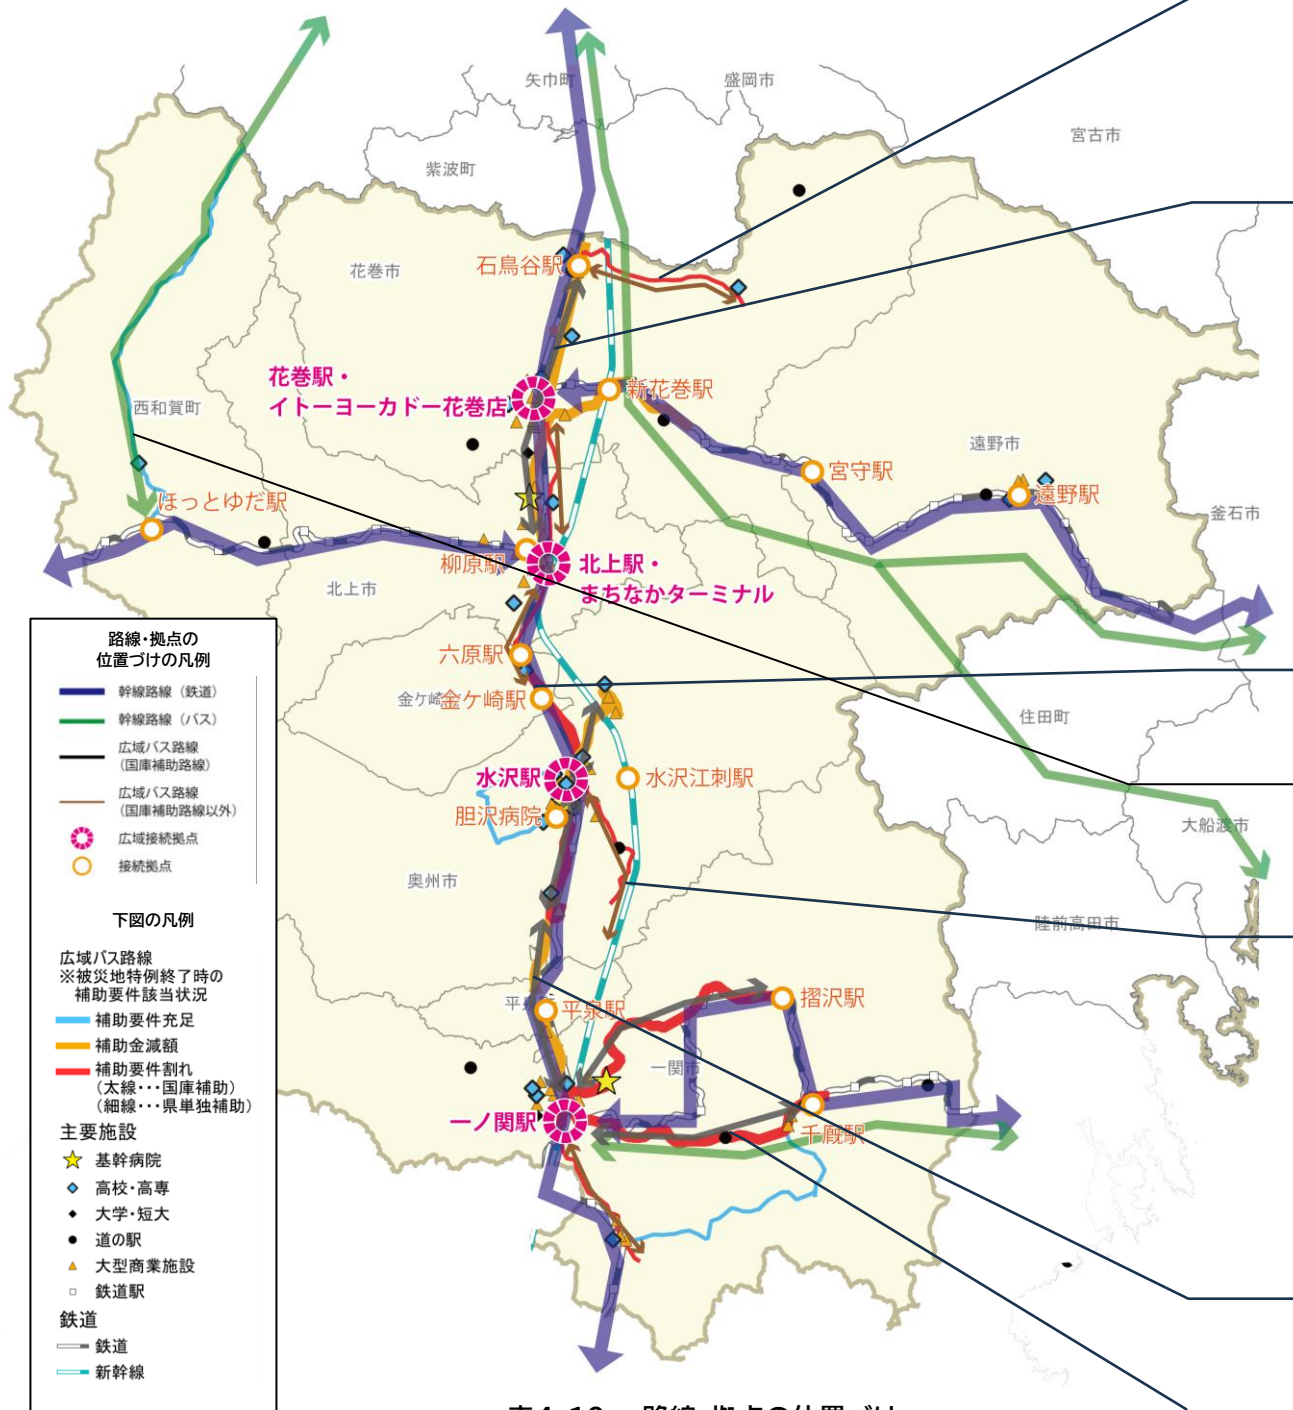 矢巾町
盛岡市
宮古市
紫波町
花巻市
石鳥谷駅
花巻駅・
イトーヨーカドー花巻店
新花巻駅
西和賀町
遠野市
宮守駅
遠野駅
釜石市
ほっとゆだ駅
柳原駅
北上駅・
まちなかターミナル
北上市
六原駅
金ケ崎
金ケ崎駅
住田町
水沢駅
水沢江刺駅
胆沢病院
大船渡市
奥州市
陸前高田市
平泉
平泉駅
摺沢駅
一関市
一ノ関駅
千厩駅
路線・拠点の
位置づけの凡例
幹線路線（鉄道）
幹線路線（バス）
広域バス路線
（国庫補助路線）
広域バス路線
（国庫補助路線以外）
広域接続拠点
接続拠点
下図の凡例
広域バス路線
※被災地特例終了時の
補助要件該当状況
補助要件充足
補助金減額
補助要件割れ
（太線･･･国庫補助）
（細線･･･県単独補助）
主要施設
基幹病院
高校・高専
大学・短大
道の駅
大型商業施設
鉄道駅
鉄道
鉄道
新幹線